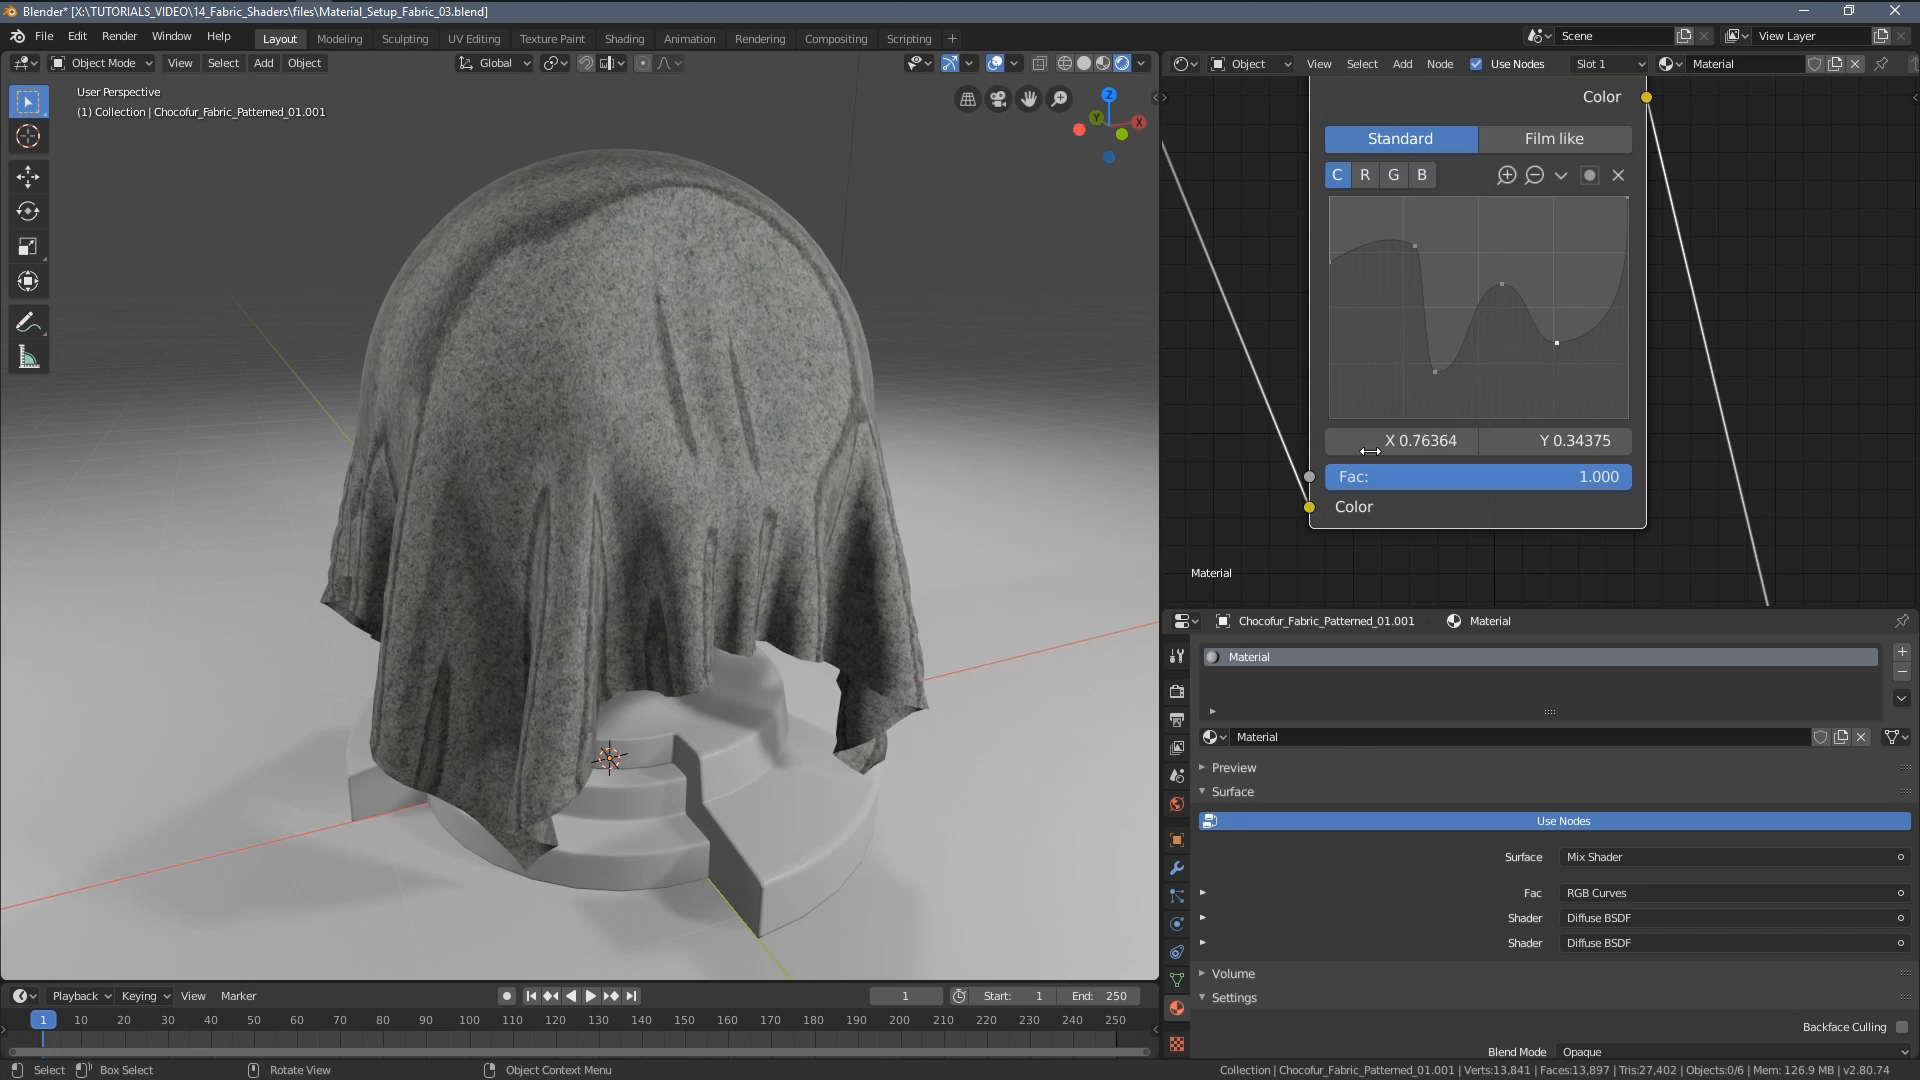 Blender* [X:\TUTORIALS_VIDEO\14_Fabric_Shaders\files\Material_Setup_Fabric_03.blend]
File Edit Render Window Help Layout Modeling Sculpting UV Editing Texture Paint Shading Animation Rendering Compositing Scripting + Scene View Layer
Object Mode View Select Add Object Global
User Perspective
(1) Collection | Chocofur_Fabric_Patterned_01.001
Z
Y
X
Object View Select Add Node Use Nodes Slot 1 Material
Color
Standard Film like
C R G B
X 0.76364 Y 0.34375
Fac: 1.000
Color
Material
Chocofur_Fabric_Patterned_01.001 Material
Material
Material
Preview
Surface
Use Nodes
Surface Mix Shader
Fac RGB Curves
Shader Diffuse BSDF
Shader Diffuse BSDF
Volume
Settings
Backface Culling
Blend Mode Opaque
Playback Keying View Marker 1 Start: 1 End: 250
1 10 20 30 40 50 60 70 80 90 100 110 120 130 140 150 160 170 180 190 200 210 220 230 240 250
Select Box Select Rotate View Object Context Menu Collection | Chocofur_Fabric_Patterned_01.001 | Verts:13,841 | Faces:13,897 | Tris:27,402 | Objects:0/6 | Mem: 126.9 MB | v2.80.74